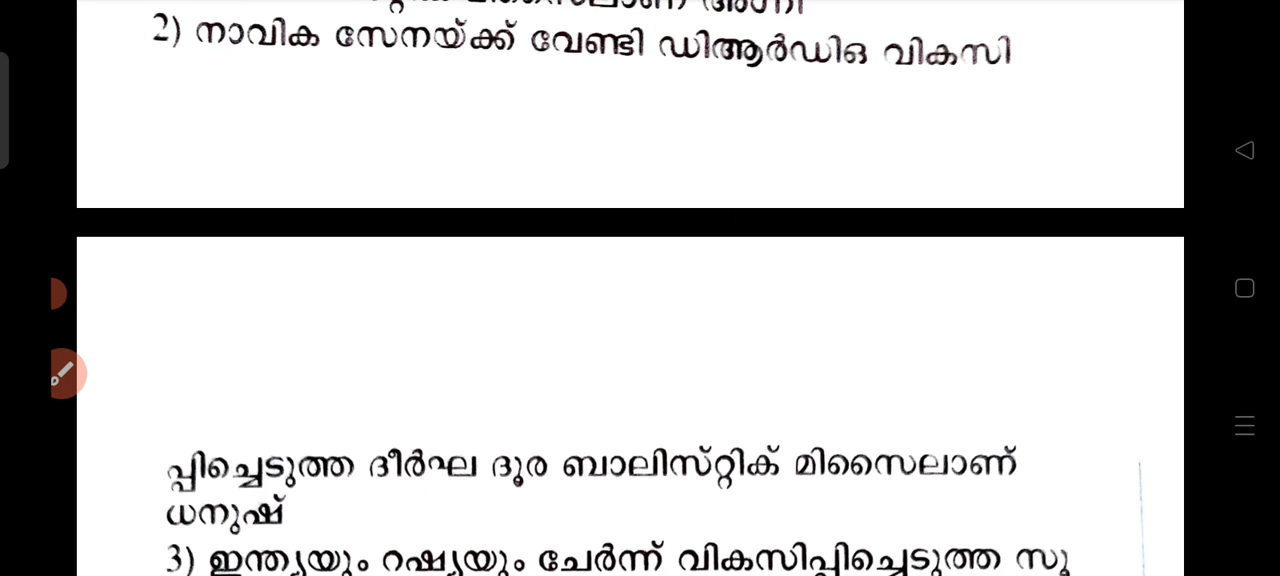 2) നാവിക സേനയ്ക്ക് വേണ്ടി ഡിആർഡിഒ വികസി
പ്പിച്ചെടുത്ത ദീർഘ ദൂര ബാലിസ്റ്റിക് മിസൈലാണ്
ധനുഷ്
3) ഇന്ത്യയും റഷ്യയും ചേർന്ന് വികസിപ്പിച്ചെടുത്ത സൂ